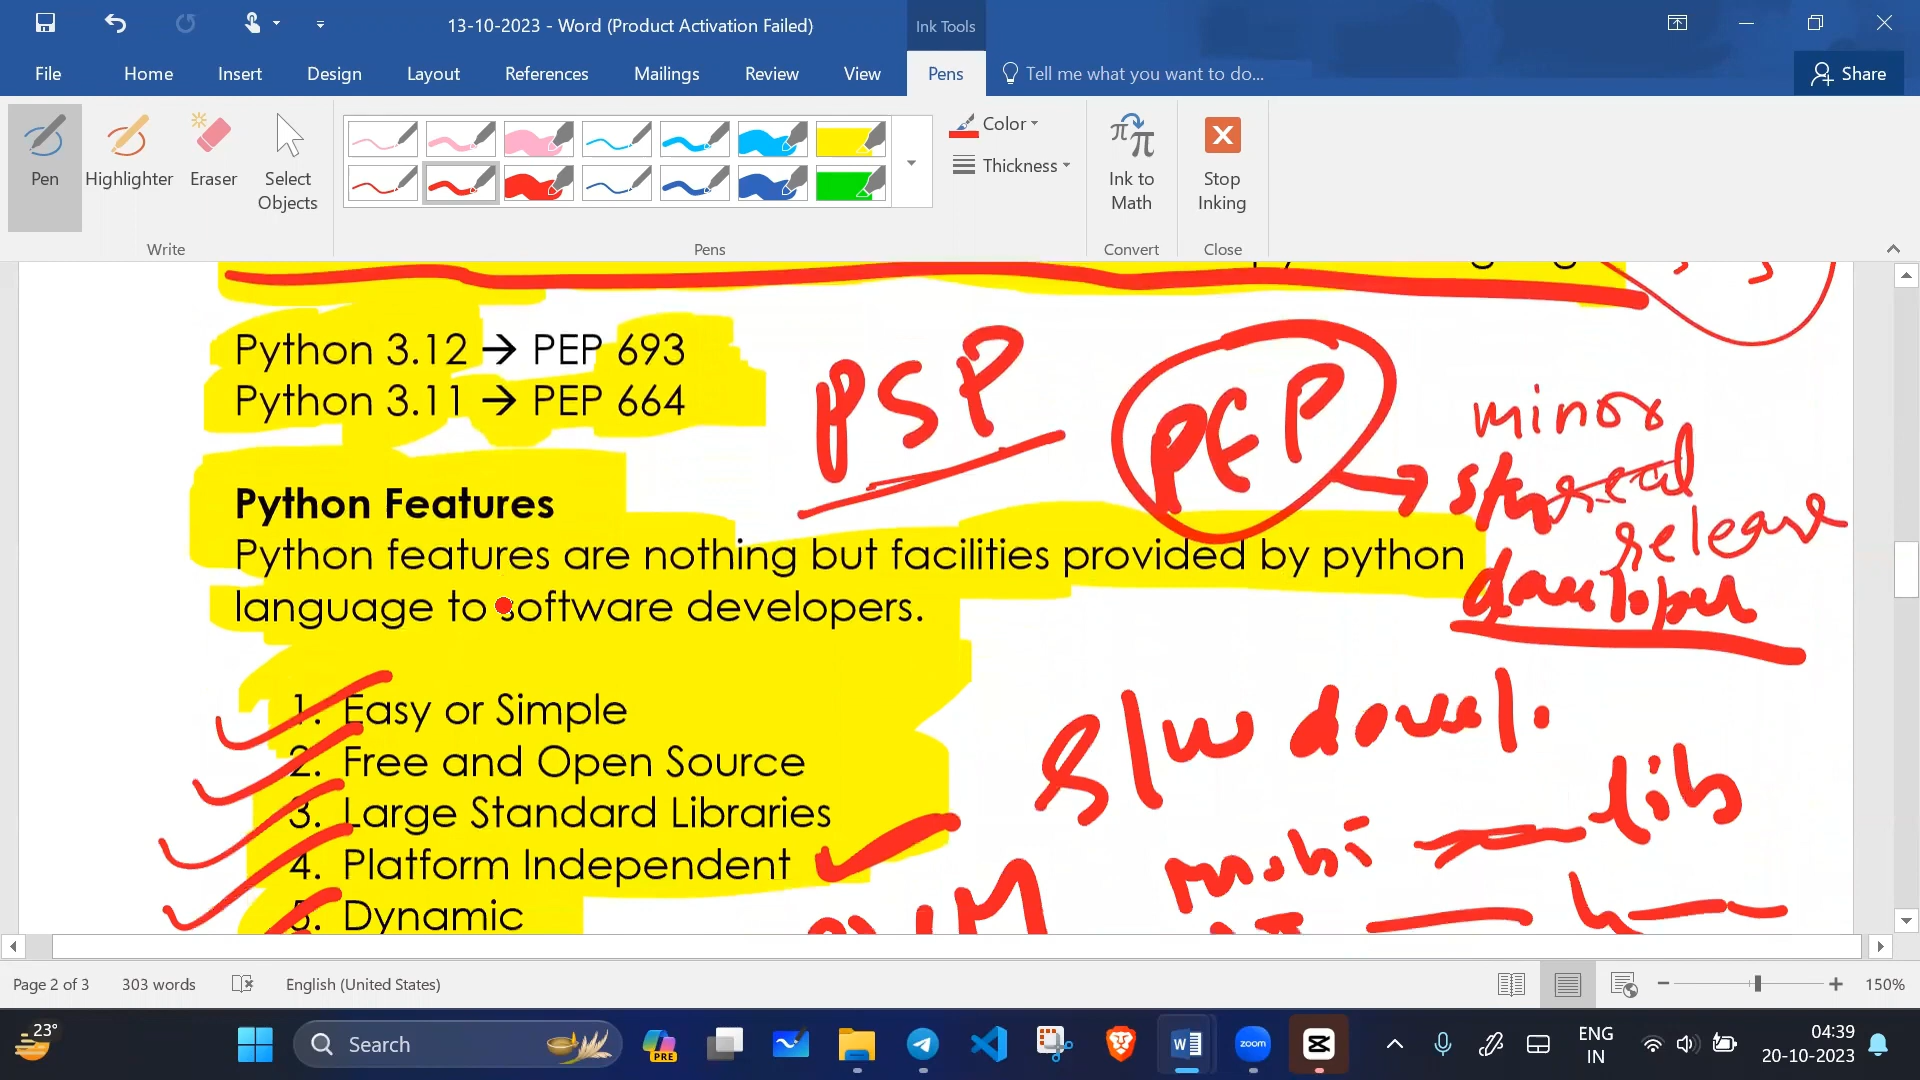 13-10-2023 - Word (Product Activation Failed)
Ink Tools
File
Home
Insert
Design
Layout
References
Mailings
Review
View
Pens
Tell me what you want to do...
Share
Pen
Highlighter
Eraser
Select Objects
Color
Thickness
Ink to Math
Stop Inking
Write
Pens
Convert
Close
Python 3.12 → PEP 693
Python 3.11 → PEP 664
PSP
PEP
minor
release
developer
Python Features
Python features are nothing but facilities provided by python
language to software developers.
1. Easy or Simple
2. Free and Open Source
3. Large Standard Libraries
4. Platform Independent
5. Dynamic
S/w devel.
mobi
lib
Page 2 of 3
303 words
English (United States)
150%
23°
Search
PRE
zoom
ENG
IN
04:39
20-10-2023